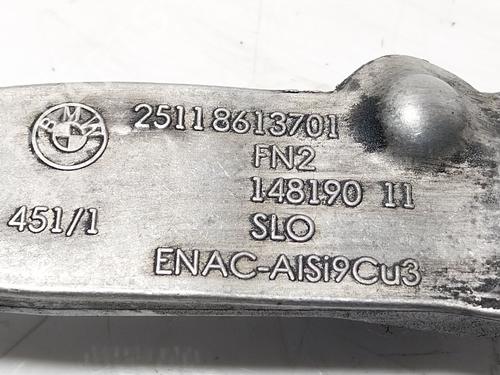 BMW
25118613701
FN2
148190 11
451/1
SLO
ENAC-AlSi9Cu3